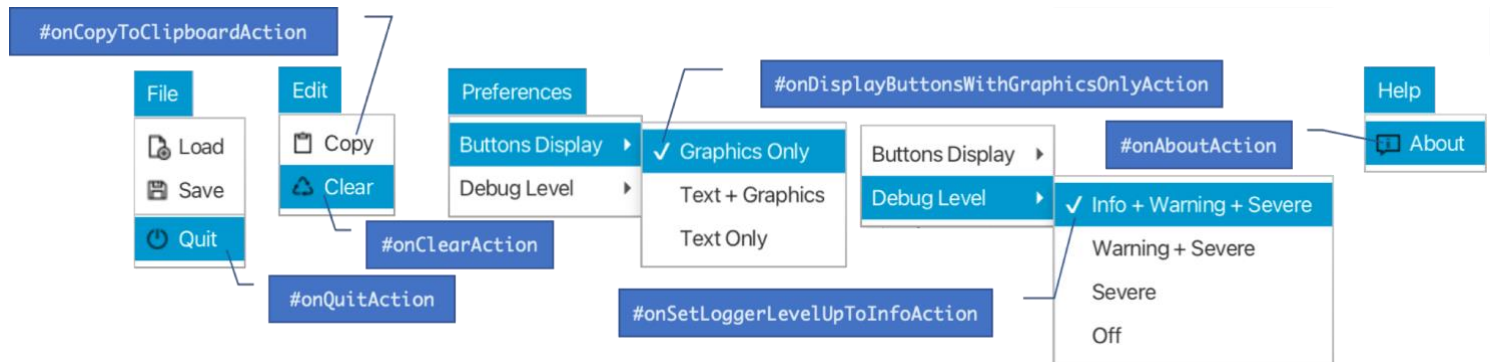 #onCopyToClipboardAction
File
Load
Save
Quit
#onQuitAction
Edit
Copy
Clear
#onClearAction
Preferences
Buttons Display
Debug Level
#onDisplayButtonsWithGraphicsOnlyAction
Graphics Only
Text + Graphics
Text Only
Buttons Display
Debug Level
#onSetLoggerLevelUpToInfoAction
Info + Warning + Severe
Warning + Severe
Severe
Off
#onAboutAction
Help
About